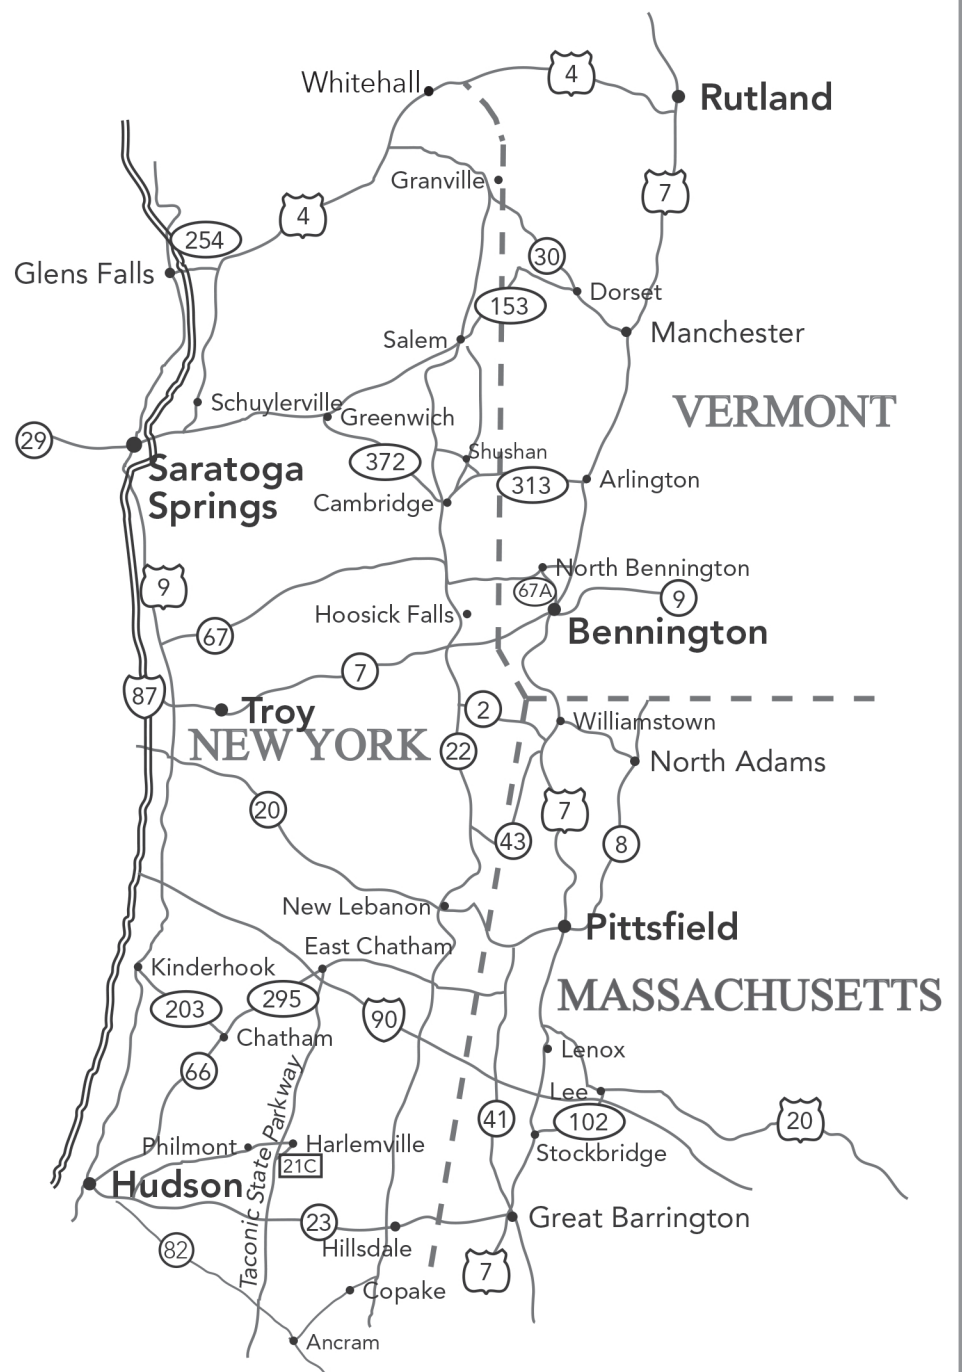 Whitehall
4
Rutland
Granville
7
4
254
30
Glens Falls
Dorset
153
Manchester
Salem
Schuylerville
VERMONT
Greenwich
29
Shushan
372
Saratoga
Springs
313
Arlington
Cambridge
North Bennington
9
67A
9
Hoosick Falls
Bennington
67
7
87
Troy
2
Williamstown
NEW YORK
22
North Adams
20
7
43
8
New Lebanon
Pittsfield
East Chatham
Kinderhook
295
MASSACHUSETTS
203
90
Chatham
Lenox
66
Lee
Taconic State Parkway
41
102
20
Philmont
Harlemville
Stockbridge
21C
Hudson
23
Great Barrington
82
Hillsdale
7
Copake
Ancram